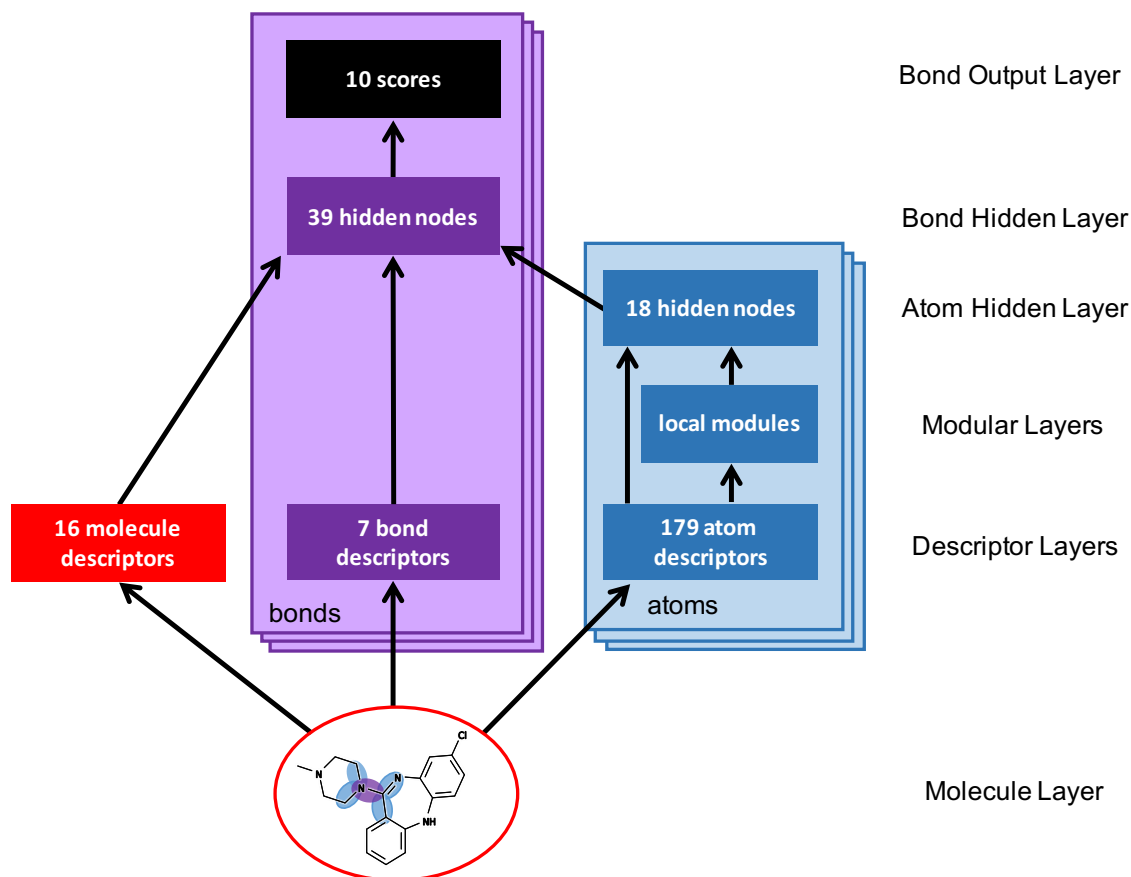 10 scores
Bond Output Layer
39 hidden nodes
Bond Hidden Layer
18 hidden nodes
Atom Hidden Layer
local modules
Modular Layers
16 molecule
descriptors
7 bond
descriptors
179 atom
descriptors
Descriptor Layers
bonds
atoms
Cl
N
N
N
NH
Molecule Layer